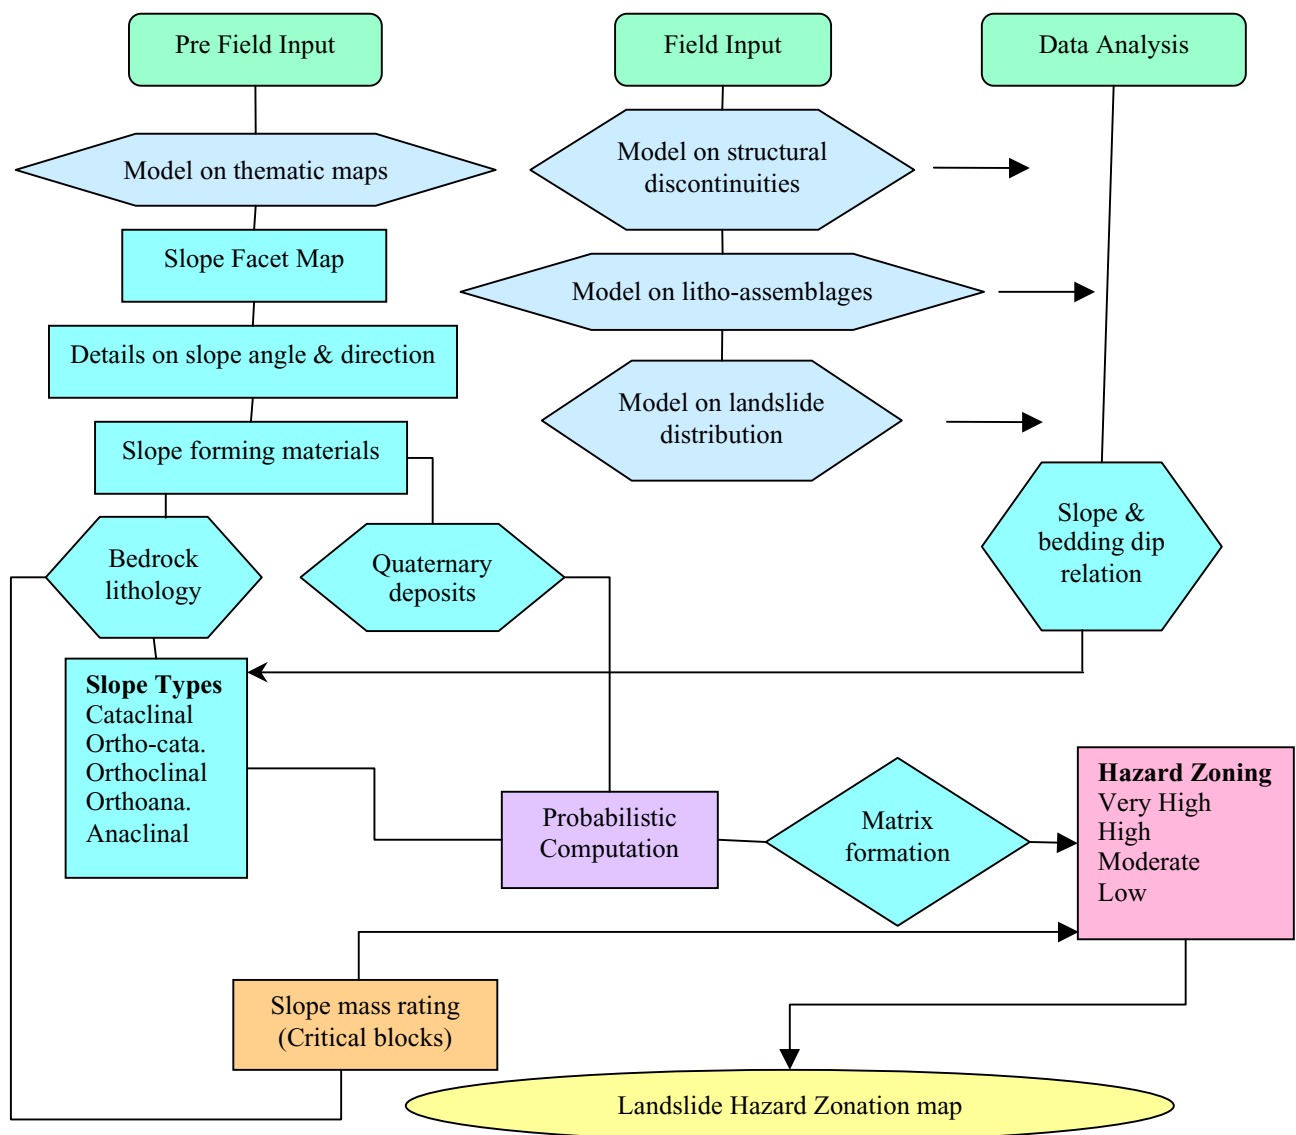 Pre Field Input
Field Input
Data Analysis
Model on thematic maps
Model on structural
discontinuities
Slope Facet Map
Model on litho-assemblages
Details on slope angle & direction
Model on landslide
distribution
Slope forming materials
Bedrock
lithology
Quaternary
deposits
Slope &
bedding dip
relation
Slope Types
Cataclinal
Ortho-cata.
Orthoclinal
Orthoana.
Anaclinal
Probabilistic
Computation
Matrix
formation
Hazard Zoning
Very High
High
Moderate
Low
Slope mass rating
(Critical blocks)
Landslide Hazard Zonation map